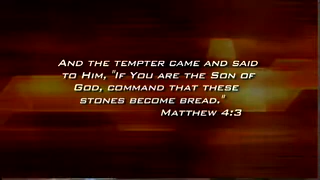 And the tempter came and said
to Him, "If You are the Son of
God, command that these
stones become bread."
Matthew 4:3